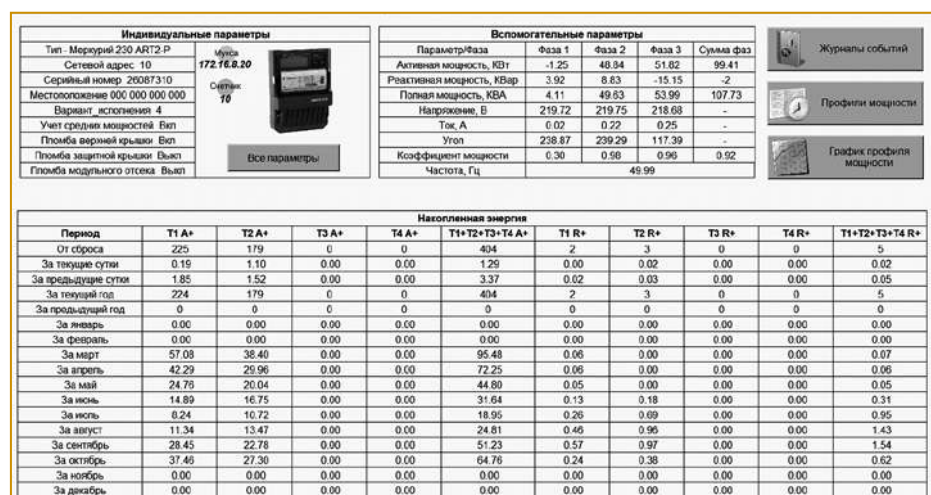 Индивидуальные параметры
Тип - Меркурий 230 ART2-P
Сетевой адрес 10
Серийный номер 26087310
Местоположение 000 000 000 000
Вариант_исполнения 4
Учет средних мощностей Вкл
Пломба верхней крышки Вкл
Пломба защитной крышки Выкл
Пломба модульного отсека Выкл
Мукса
172.16.8.20
Счетчик
10
Все параметры
Вспомогательные параметры
Параметр/Фаза Фаза 1 Фаза 2 Фаза 3 Сумма фаз
Активная мощность, КВт -1.25 48.84 51.82 99.41
Реактивная мощность, КВар 3.92 8.83 -15.15 -2
Полная мощность, КВА 4.11 49.63 53.99 107.73
Напряжение, В 219.72 219.75 218.68 -
Ток, А 0.02 0.22 0.25 -
Угол 238.87 239.29 117.39 -
Коэффициент мощности 0.30 0.98 0.96 0.92
Частота, Гц 49.99
Журналы событий
Профили мощности
График профиля
мощности
Накопленная энергия
Период T1 A+ T2 A+ T3 A+ T4 A+ T1+T2+T3+T4 A+ T1 R+ T2 R+ T3 R+ T4 R+ T1+T2+T3+T4 R+
От сброса 225 179 0 0 404 2 3 0 0 5
За текущие сутки 0.19 1.10 0.00 0.00 1.29 0.00 0.02 0.00 0.00 0.02
За предыдущие сутки 1.85 1.52 0.00 0.00 3.37 0.02 0.03 0.00 0.00 0.05
За текущий год 224 179 0 0 404 2 3 0 0 5
За предыдущий год 0 0 0 0 0 0 0 0 0 0
За январь 0.00 0.00 0.00 0.00 0.00 0.00 0.00 0.00 0.00 0.00
За февраль 0.00 0.00 0.00 0.00 0.00 0.00 0.00 0.00 0.00 0.00
За март 57.08 38.40 0.00 0.00 95.48 0.06 0.00 0.00 0.00 0.07
За апрель 42.29 29.96 0.00 0.00 72.25 0.06 0.00 0.00 0.00 0.06
За май 24.76 20.04 0.00 0.00 44.80 0.05 0.00 0.00 0.00 0.05
За июнь 14.89 16.75 0.00 0.00 31.64 0.13 0.18 0.00 0.00 0.31
За июль 8.24 10.72 0.00 0.00 18.95 0.26 0.69 0.00 0.00 0.95
За август 11.34 13.47 0.00 0.00 24.81 0.46 0.96 0.00 0.00 1.43
За сентябрь 28.45 22.78 0.00 0.00 51.23 0.57 0.97 0.00 0.00 1.54
За октябрь 37.46 27.30 0.00 0.00 64.76 0.24 0.38 0.00 0.00 0.62
За ноябрь 0.00 0.00 0.00 0.00 0.00 0.00 0.00 0.00 0.00 0.00
За декабрь 0.00 0.00 0.00 0.00 0.00 0.00 0.00 0.00 0.00 0.00